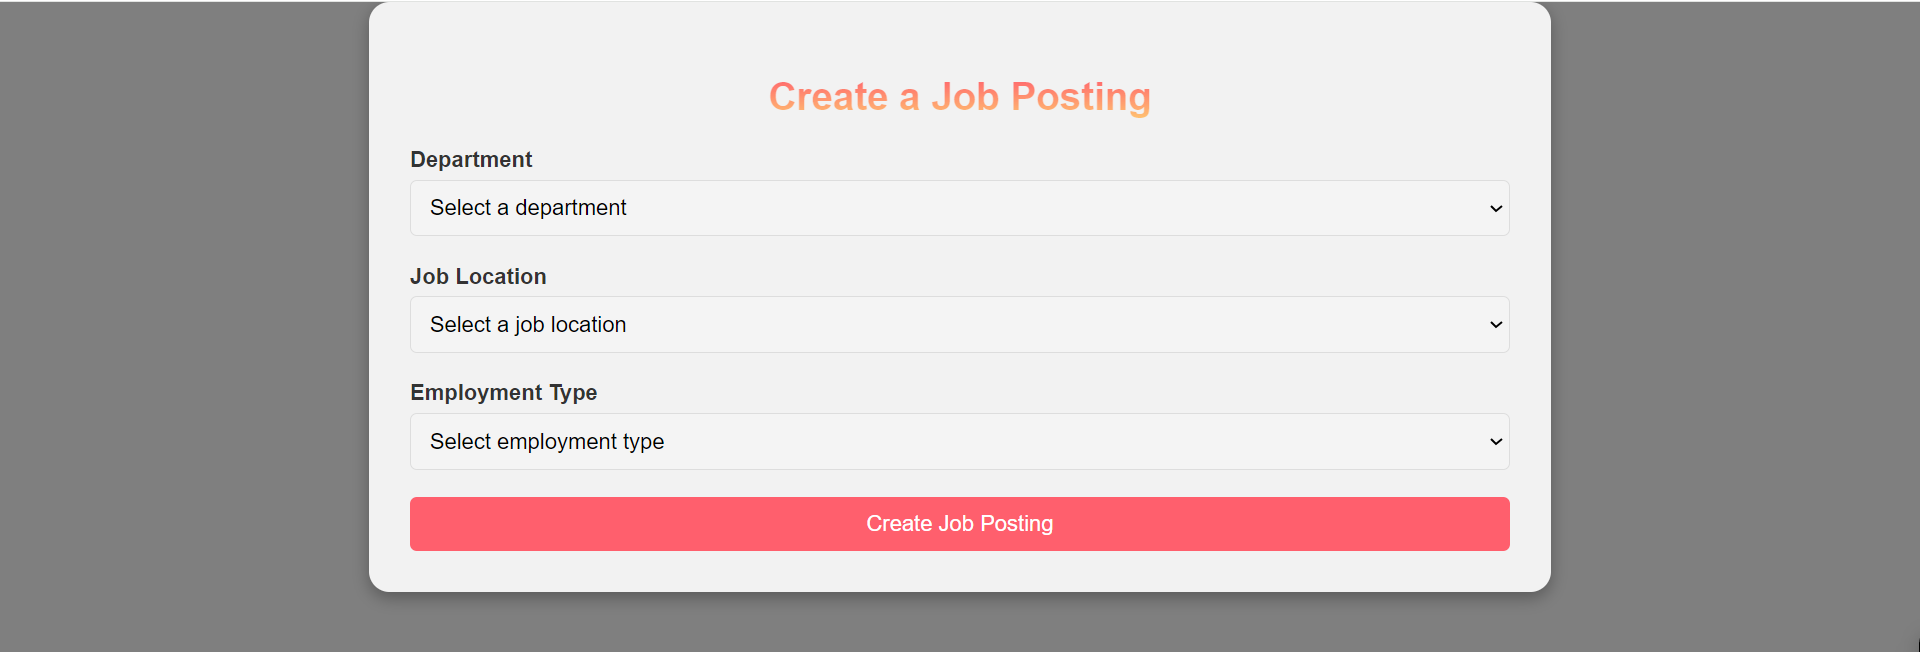 Create a Job Posting
Department
Select a department
Job Location
Select a job location
Employment Type
Select employment type
Create Job Posting